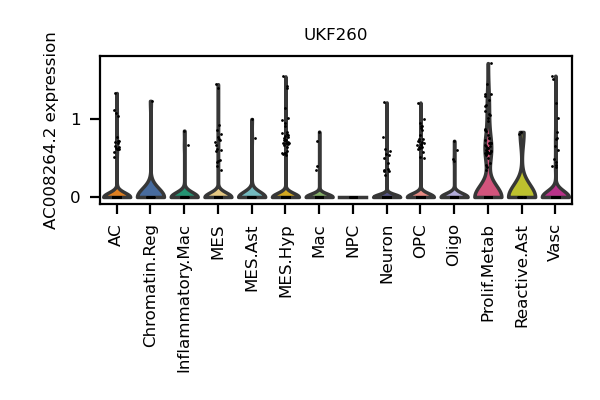 UKF260
AC008264.2 expression
1
0
AC
Chromatin.Reg
Inflammatory.Mac
MES
MES.Ast
MES.Hyp
Mac
NPC
Neuron
OPC
Oligo
Prolif.Metab
Reactive.Ast
Vasc